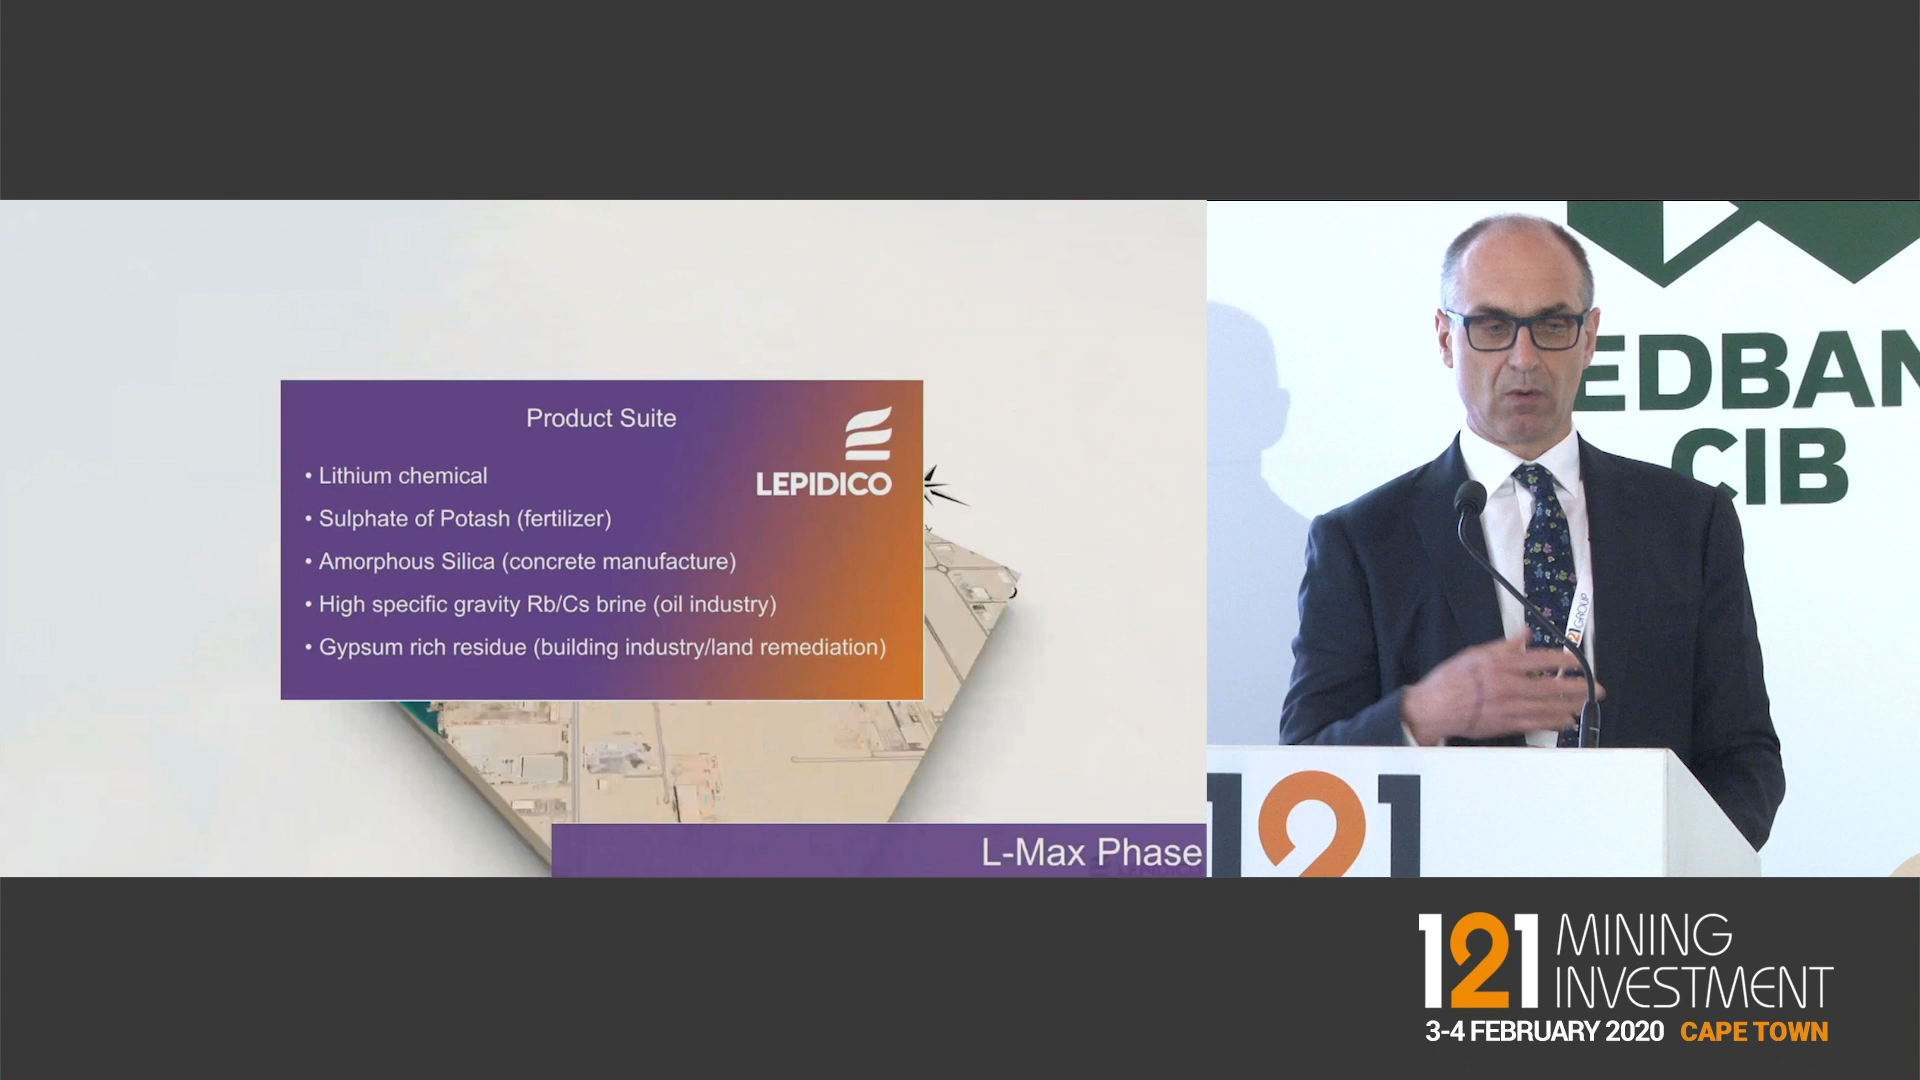 Product Suite
LEPIDICO
• Lithium chemical
• Sulphate of Potash (fertilizer)
• Amorphous Silica (concrete manufacture)
• High specific gravity Rb/Cs brine (oil industry)
• Gypsum rich residue (building industry/land remediation)
L-Max Phase
EDBAN
CIB
121 GROUP
121
121 MINING
INVESTMENT
3-4 FEBRUARY 2020 CAPE TOWN